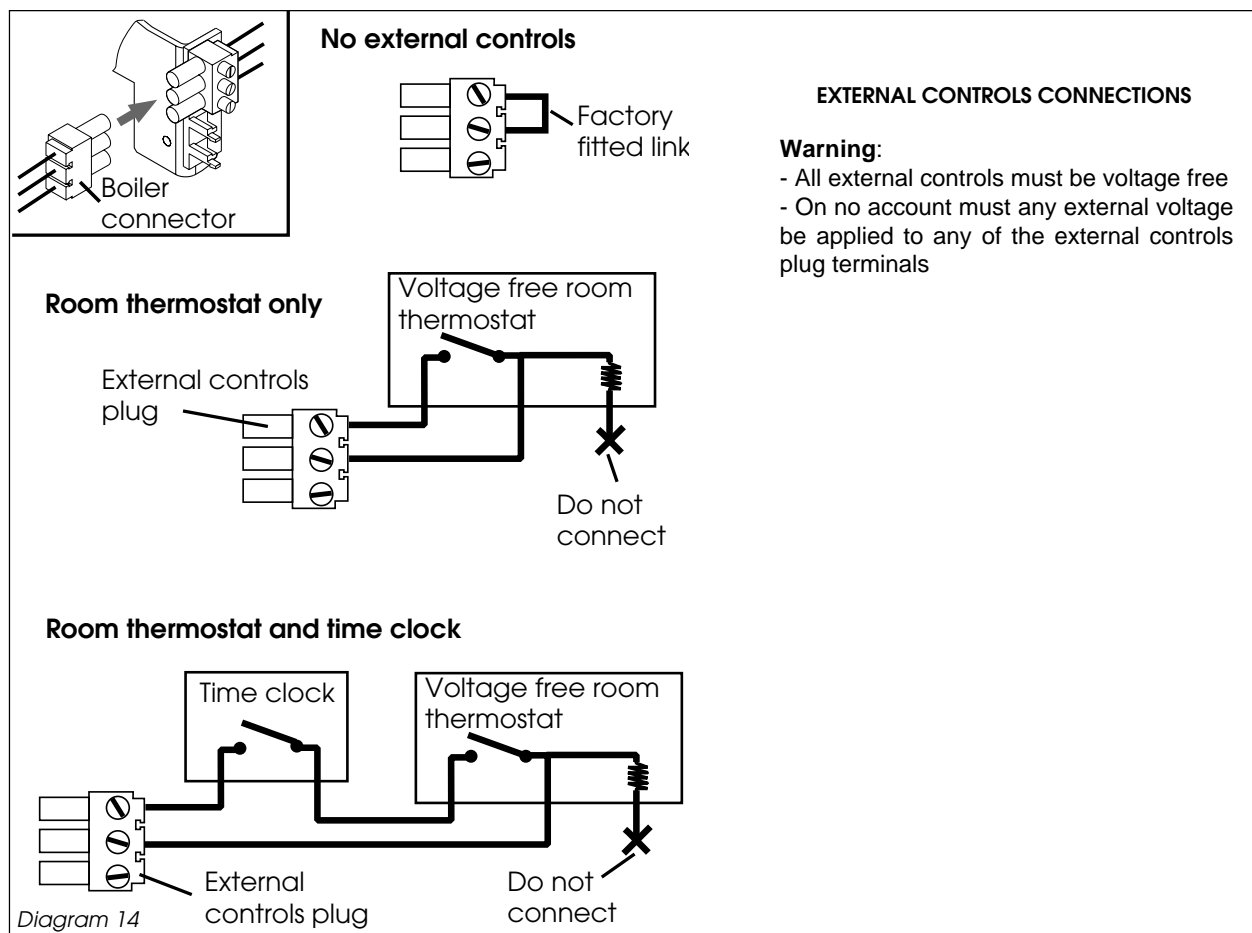 Boiler
connector
No external controls
Factory
fitted link
EXTERNAL CONTROLS CONNECTIONS
Warning:
- All external controls must be voltage free
- On no account must any external voltage
be applied to any of the external controls
plug terminals
Room thermostat only
Voltage free room
thermostat
External controls
plug
Do not
connect
Room thermostat and time clock
Time clock
Voltage free room
thermostat
External
controls plug
Do not
connect
Diagram 14